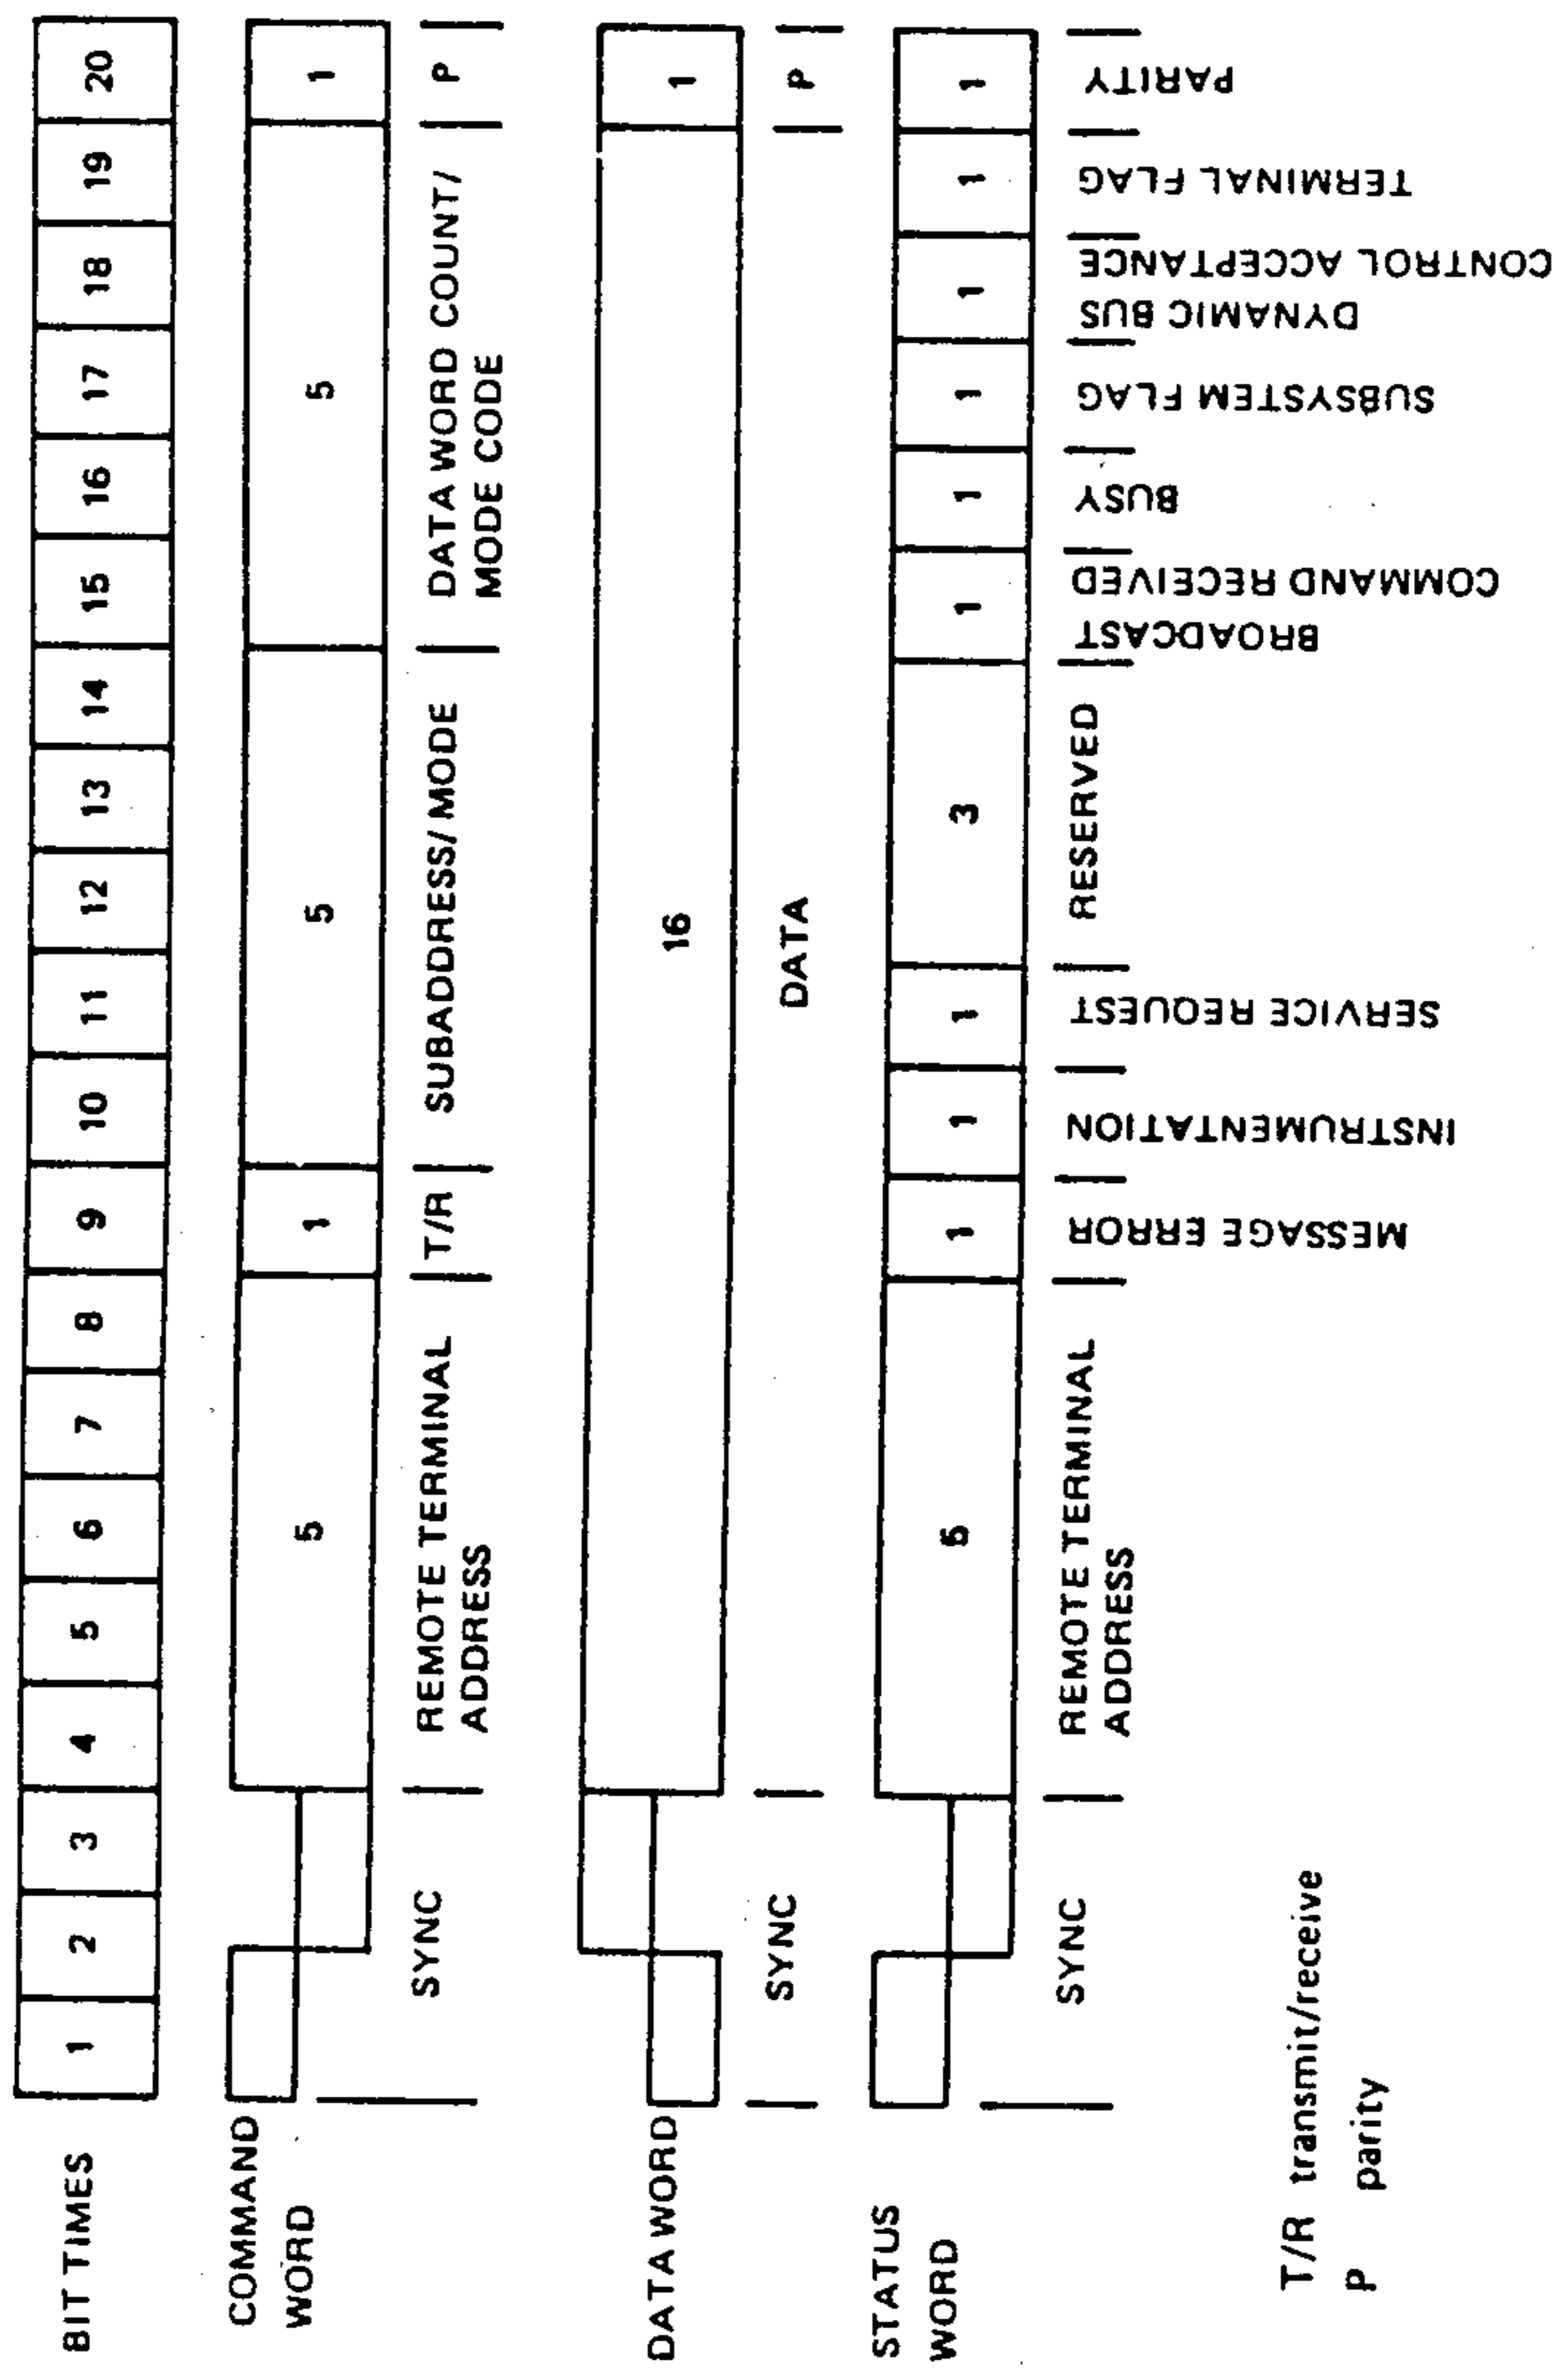 BIT TIMES
1 2 3 4 5 6 7 8 9 10 11 12 13 14 15 16 17 18 19 20
COMMAND
WORD
5 1 5 5 1
SYNC
REMOTE TERMINAL
ADDRESS
T/R
SUBADDRESS/MODE
DATA WORD COUNT/
MODE CODE
P
DATA WORD
16 1
SYNC
DATA
P
STATUS
WORD
5 1 1 1 3 1 1 1 1 1 1
SYNC
REMOTE TERMINAL
ADDRESS
MESSAGE ERROR
INSTRUMENTATION
SERVICE REQUEST
RESERVED
BROADCAST
COMMAND RECEIVED
BUSY
SUBSYSTEM FLAG
DYNAMIC BUS
CONTROL ACCEPTANCE
TERMINAL FLAG
PARITY
T/R transmit/receive
P parity